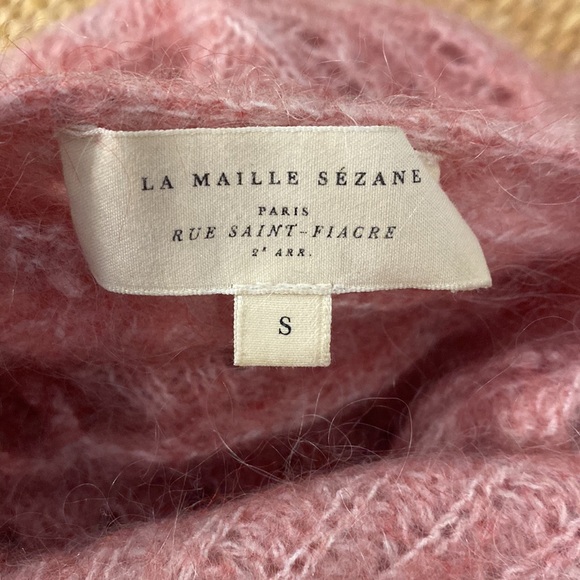 LA MAILLE SÉZANE
PARIS
RUE SAINT-FIACRE
2ᵉ ARR.
S